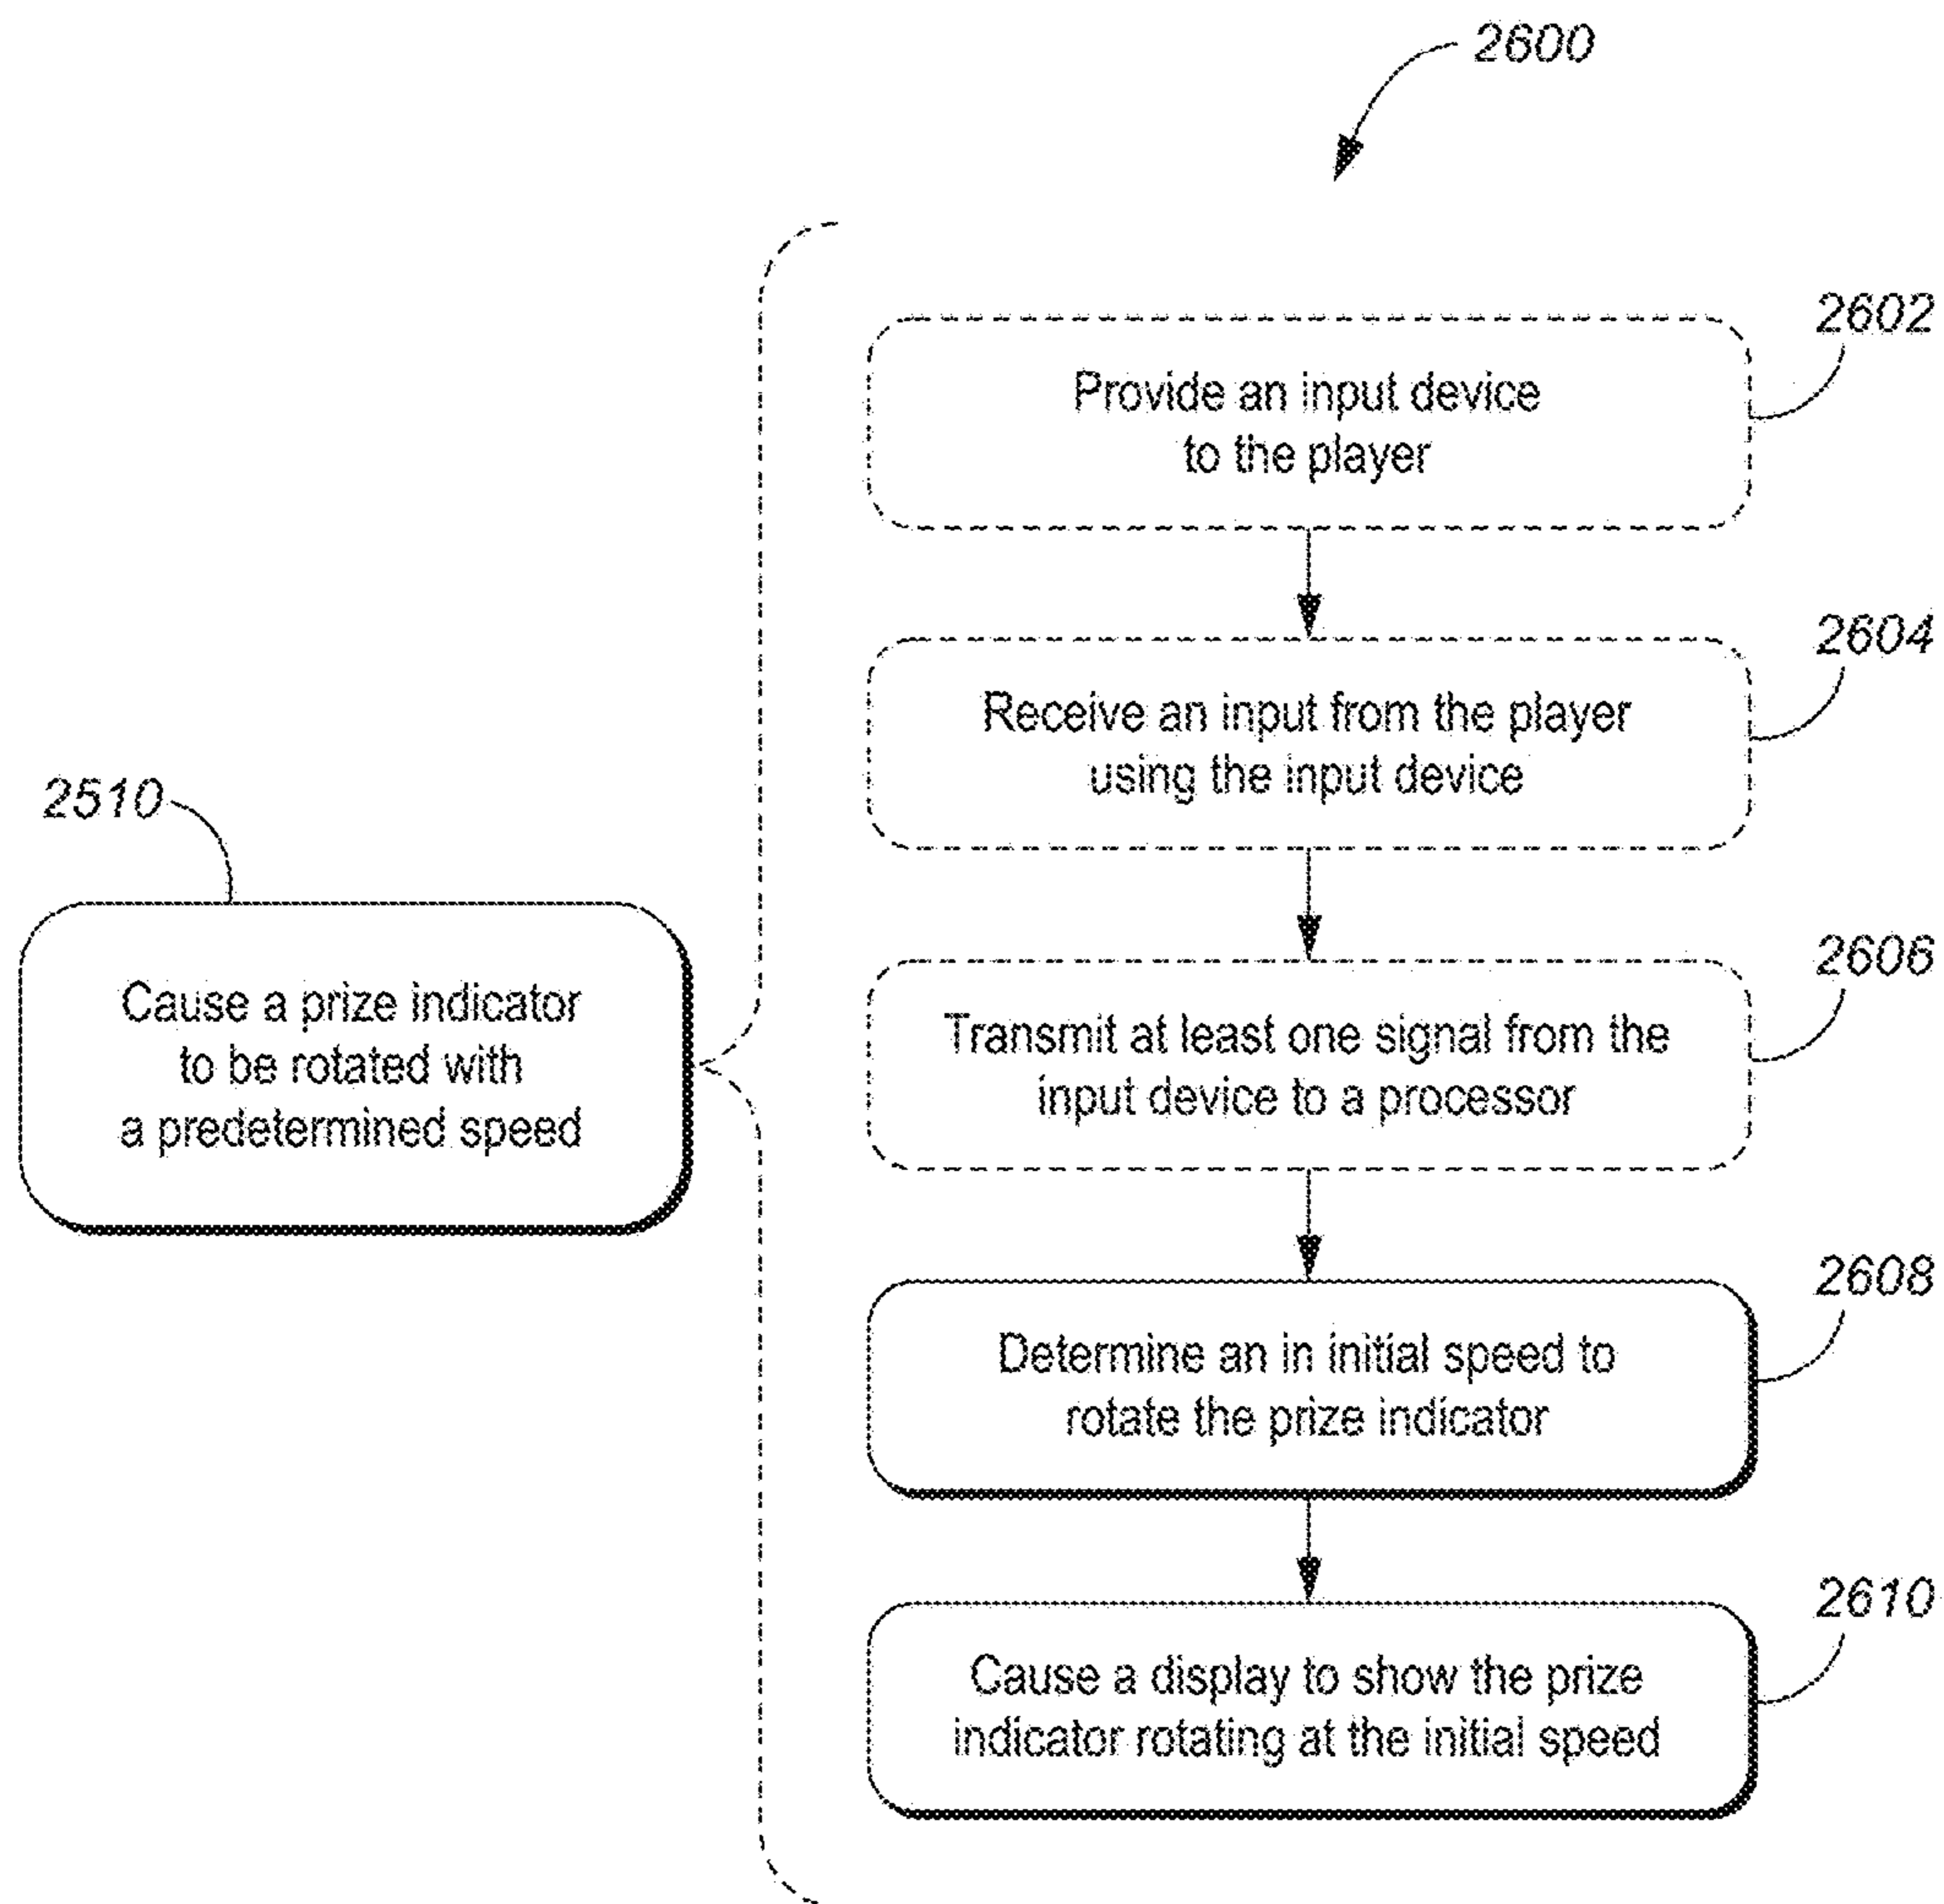 2600
2602
Provide an input device
to the player
2604
Receive an input from the player
using the input device
2510
Cause a prize indicator
to be rotated with
a predetermined speed
2606
Transmit at least one signal from the
input device to a processor
2608
Determine an in initial speed to
rotate the prize indicator
2610
Cause a display to show the prize
indicator rotating at the initial speed